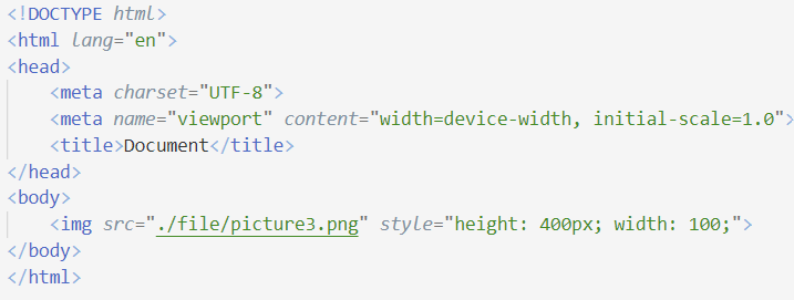 <!DOCTYPE html>
<html lang="en">
<head>
    <meta charset="UTF-8">
    <meta name="viewport" content="width=device-width, initial-scale=1.0">
    <title>Document</title>
</head>
<body>
    <img src="./file/picture3.png" style="height: 400px; width: 100;">
</body>
</html>